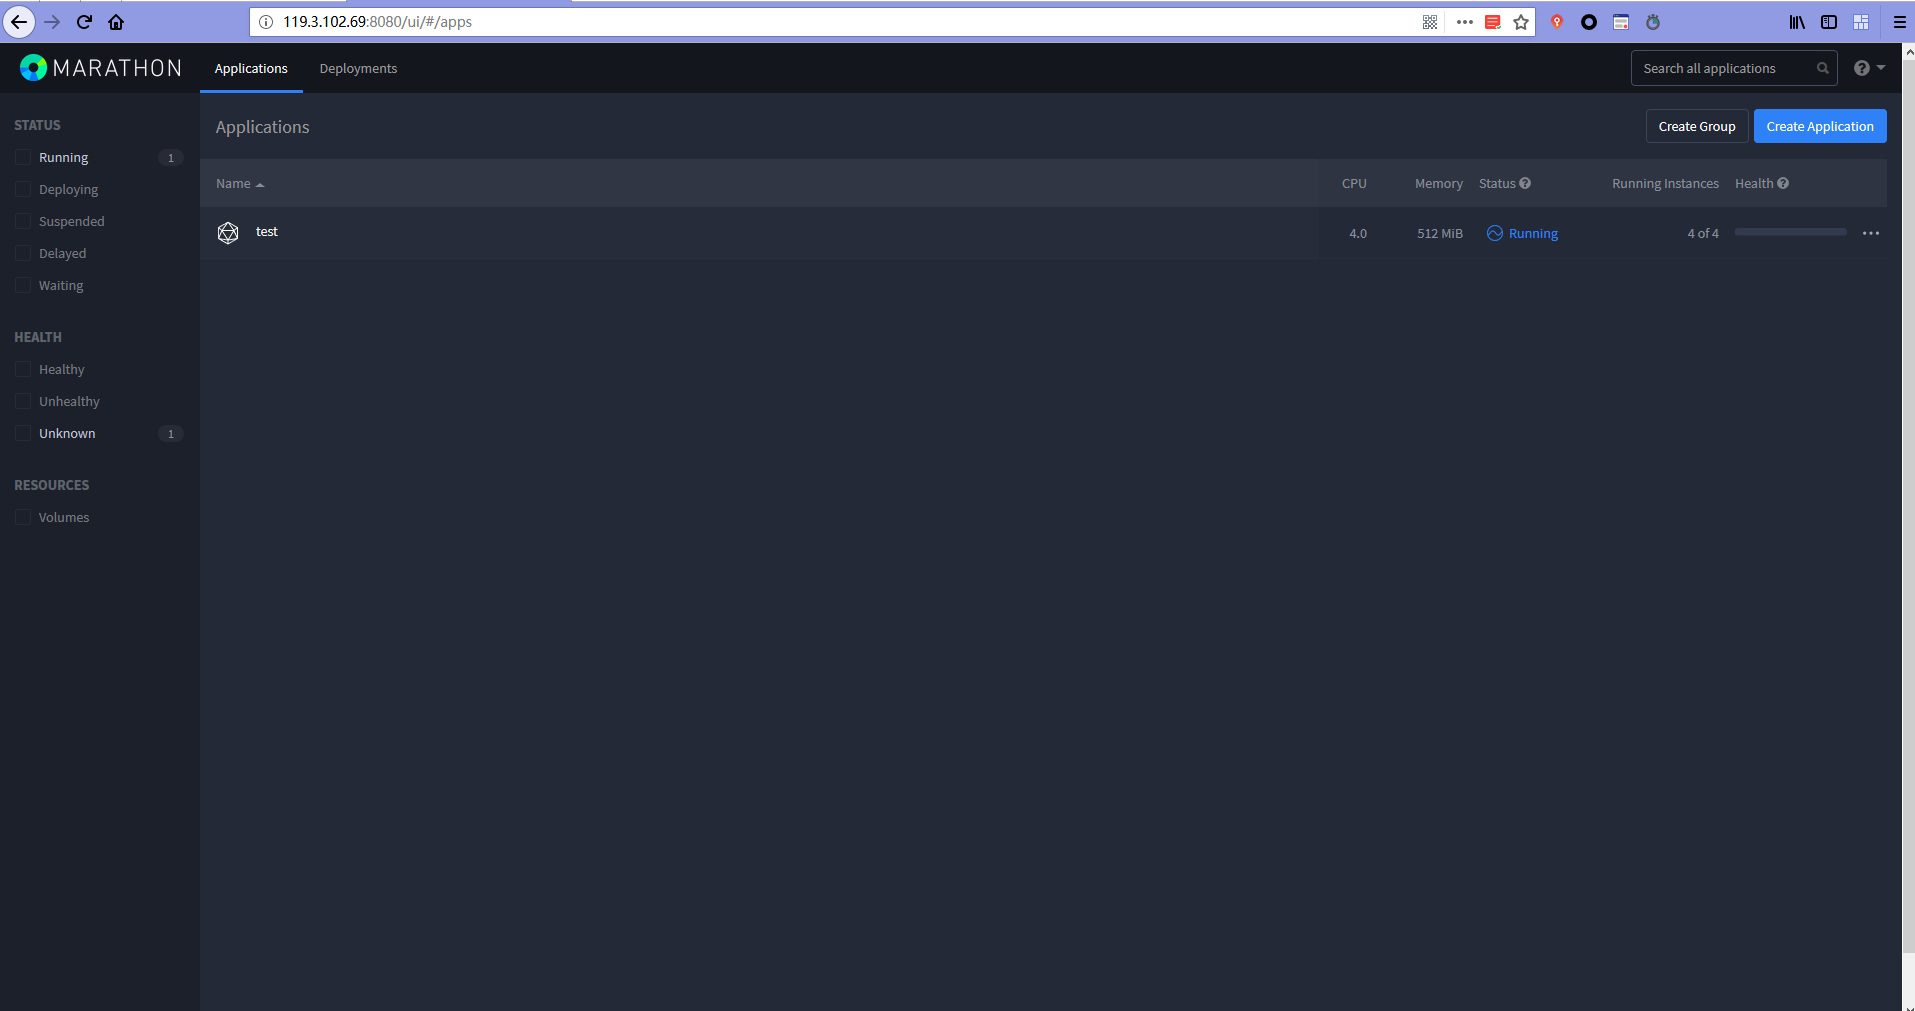 119.3.102.69:8080/ui/#/apps
MARATHON
Applications
Deployments
Search all applications
STATUS
Running 1
Deploying
Suspended
Delayed
Waiting
HEALTH
Healthy
Unhealthy
Unknown 1
RESOURCES
Volumes
Applications
Create Group
Create Application
Name CPU Memory Status Running Instances Health
test 4.0 512 MiB Running 4 of 4